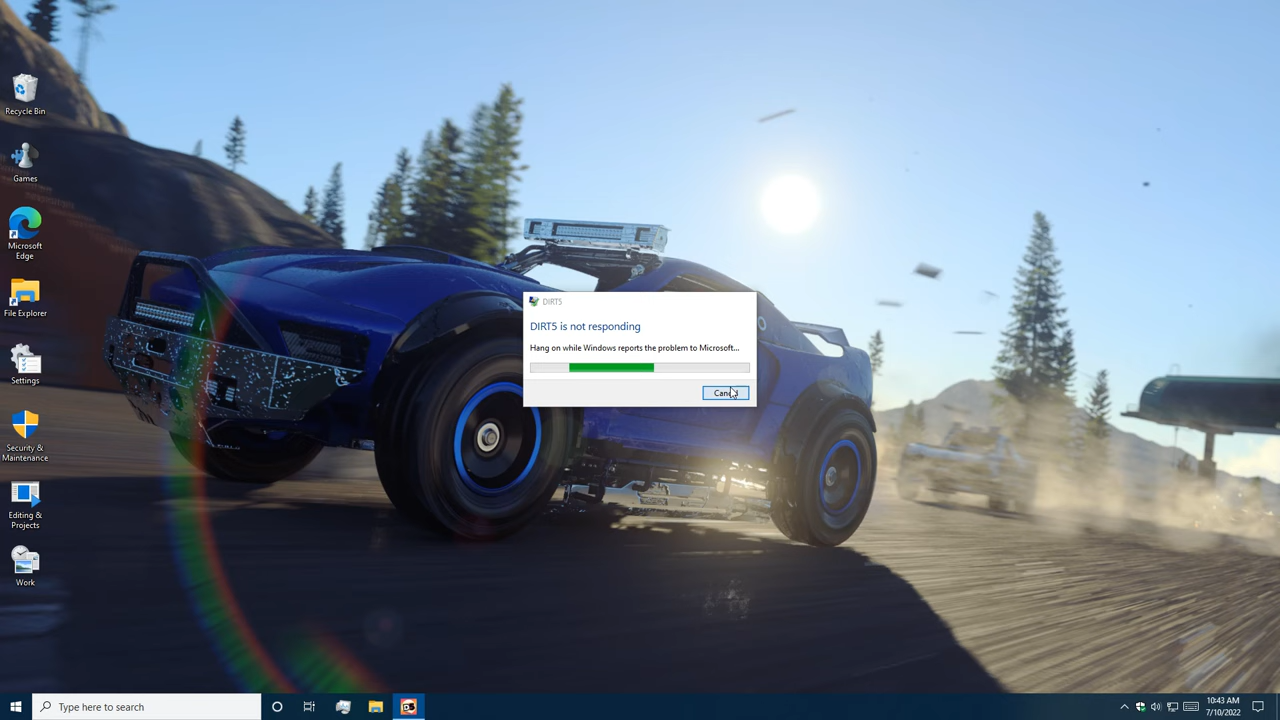 Recycle Bin
Games
Microsoft
Edge
File Explorer
Settings
Security &
Maintenance
Editing &
Projects
Work
DIRT5
DIRT5 is not responding
Hang on while Windows reports the problem to Microsoft...
Cancel
Type here to search
10:43 AM
7/10/2022